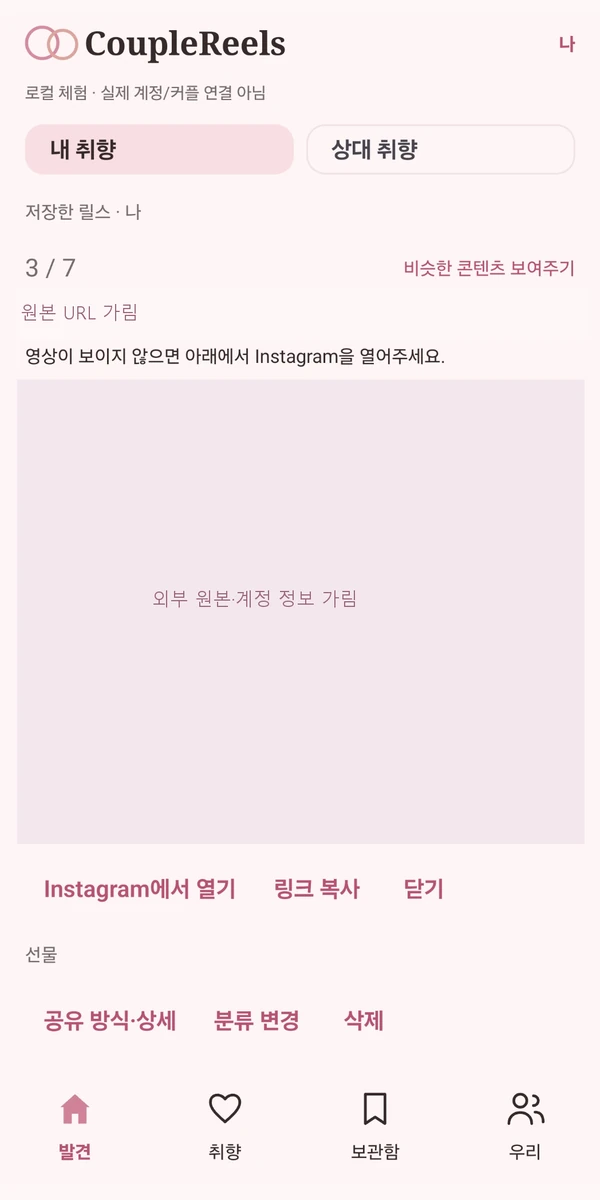 CoupleReels
나
로컬 체험 · 실제 계정/커플 연결 아님
내 취향
상대 취향
저장한 릴스 · 나
3 / 7
비슷한 콘텐츠 보여주기
원본 URL 가림
영상이 보이지 않으면 아래에서 Instagram을 열어주세요.
외부 원본·계정 정보 가림
Instagram에서 열기
링크 복사
닫기
선물
공유 방식·상세
분류 변경
삭제
발견
취향
보관함
우리